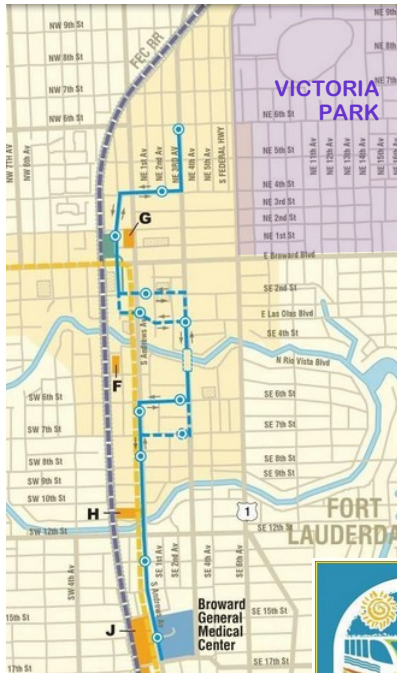 NW 9th St
NE 9th
NW 8th St
NE 8th
NW 7th St
NE 7th
NW 6th St
NE 6th St
FEC RR
VICTORIA
PARK
NW 7TH AV
NW 6th Av
NE 1st Av
NE 2nd Av
NE 3RD AV
NE 4th Av
NE 5th Av
S FEDERAL HWY
NE 11th Av
NE 12th Av
NE 13th Av
NE 14th Av
NE 15th Av
NE 5th St
NE 4th St
NE 3rd St
NE 2nd St
NE 1st St
G
E Broward Blvd
SE 2nd St
E Las Olas Blvd
SE 4th St
S Andrews Av
N Rio Vista Blvd
F
SW 6th St
SE 6th St
SW 7th St
SE 7th St
SW 8th St
SE 8th St
SW 9th St
SE 9th St
SW 10th St
H
1
FORT
LAUDERDA
SW 12th St
SE 12th St
SW 4th Av
SE 1st Av
SE 2nd Av
SE 4th Av
SE 6th Av
S Andrews Av
Broward
General
Medical
Center
15th St
SE 15th St
J
17th St
SE 17th St